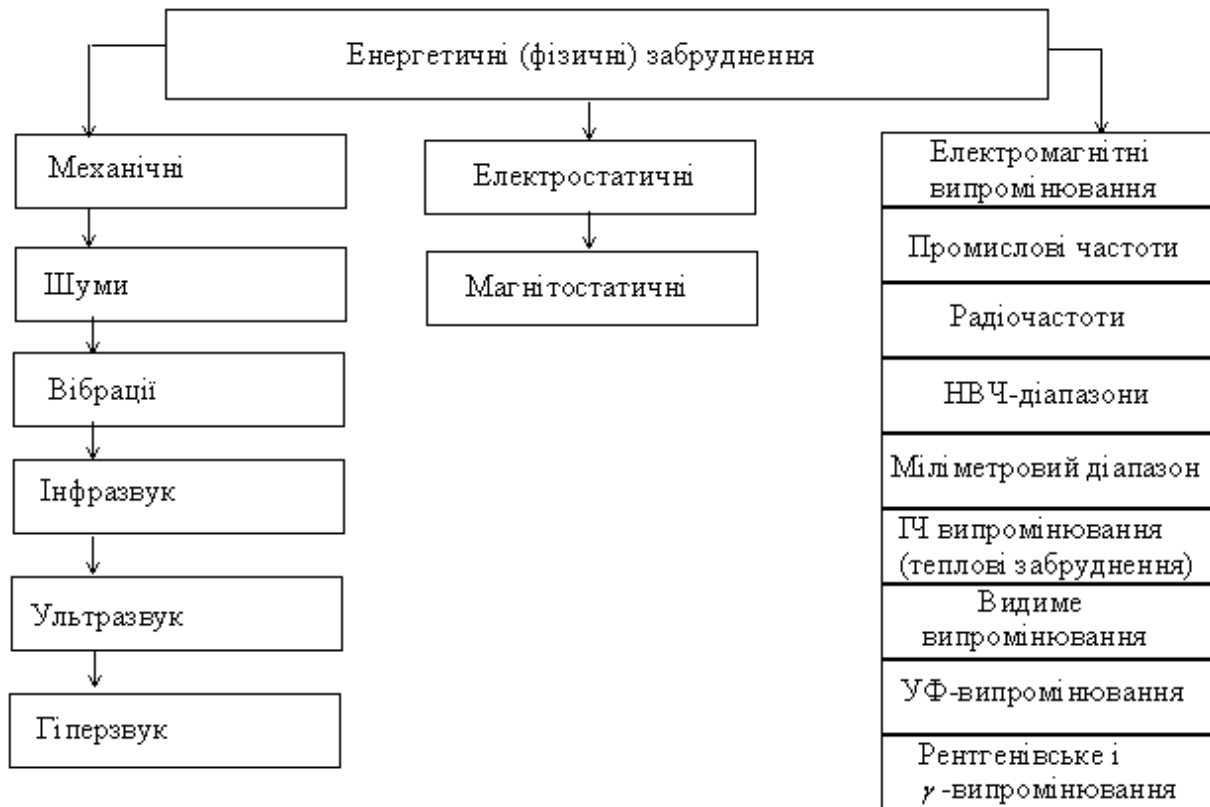 Енергетичні (фізичні) забруднення
Механічні
Шуми
Вібрації
Інфразвук
Ультразвук
Гіперзвук
Електростатичні
Магнітостатичні
Електромагнітні
випромінювання
Промислові частоти
Радіочастоти
НВЧ-діапазони
Міліметровий діапазон
ІЧ випромінювання
(теплові забруднення)
Видиме
випромінювання
УФ-випромінювання
Рентгенівське і
γ -випромінювання